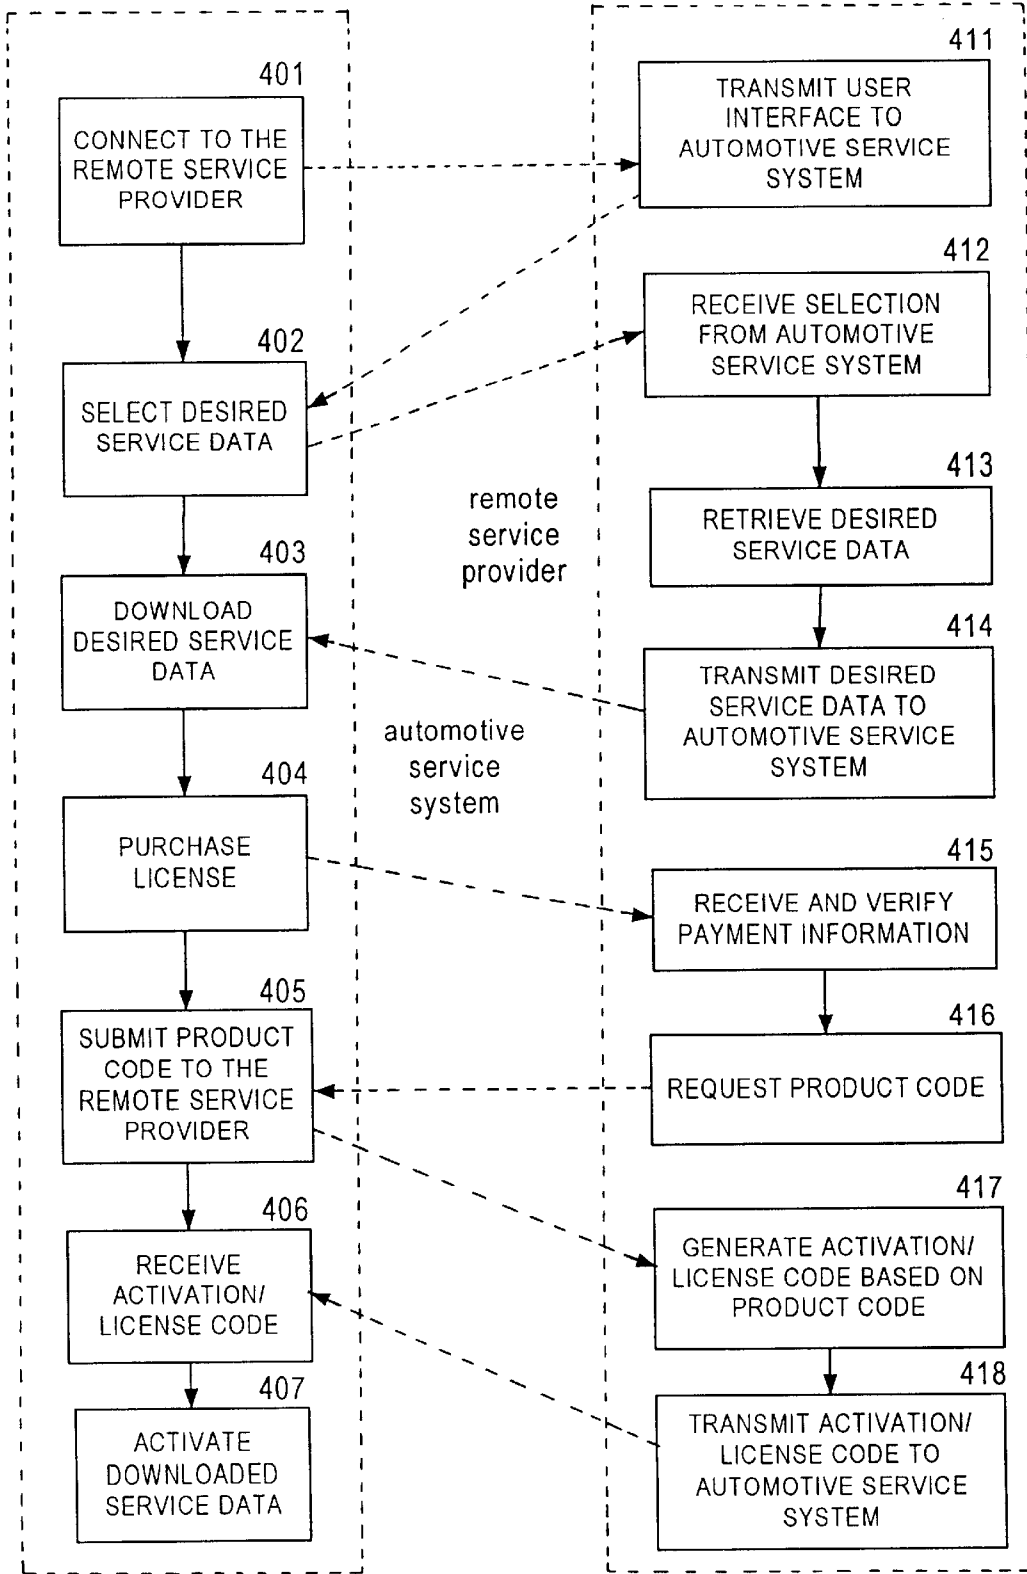 401
CONNECT TO THE
REMOTE SERVICE
PROVIDER
402
SELECT DESIRED
SERVICE DATA
403
DOWNLOAD
DESIRED SERVICE
DATA
404
PURCHASE
LICENSE
405
SUBMIT PRODUCT
CODE TO THE
REMOTE SERVICE
PROVIDER
406
RECEIVE
ACTIVATION/
LICENSE CODE
407
ACTIVATE
DOWNLOADED
SERVICE DATA
remote
service
provider
automotive
service
system
411
TRANSMIT USER
INTERFACE TO
AUTOMOTIVE SERVICE
SYSTEM
412
RECEIVE SELECTION
FROM AUTOMOTIVE
SERVICE SYSTEM
413
RETRIEVE DESIRED
SERVICE DATA
414
TRANSMIT DESIRED
SERVICE DATA TO
AUTOMOTIVE SERVICE
SYSTEM
415
RECEIVE AND VERIFY
PAYMENT INFORMATION
416
REQUEST PRODUCT CODE
417
GENERATE ACTIVATION/
LICENSE CODE BASED ON
PRODUCT CODE
418
TRANSMIT ACTIVATION/
LICENSE CODE TO
AUTOMOTIVE SERVICE
SYSTEM